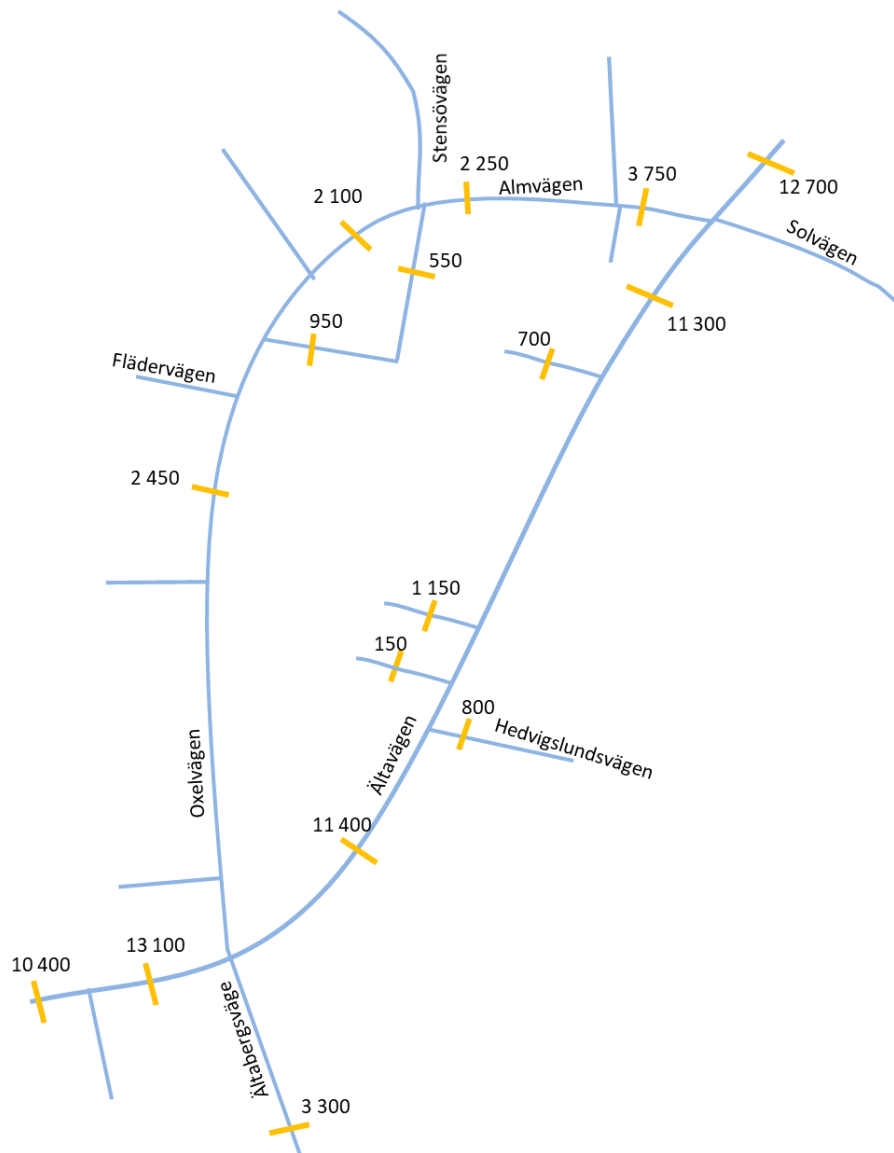 Stensövägen
2 250
Almvägen
3 750
12 700
2 100
Solvägen
550
11 300
950
700
Flädervägen
2 450
1 150
150
800
Hedvigslundsvägen
Ältavägen
Oxelvägen
11 400
13 100
10 400
Ältabergsväge
3 300